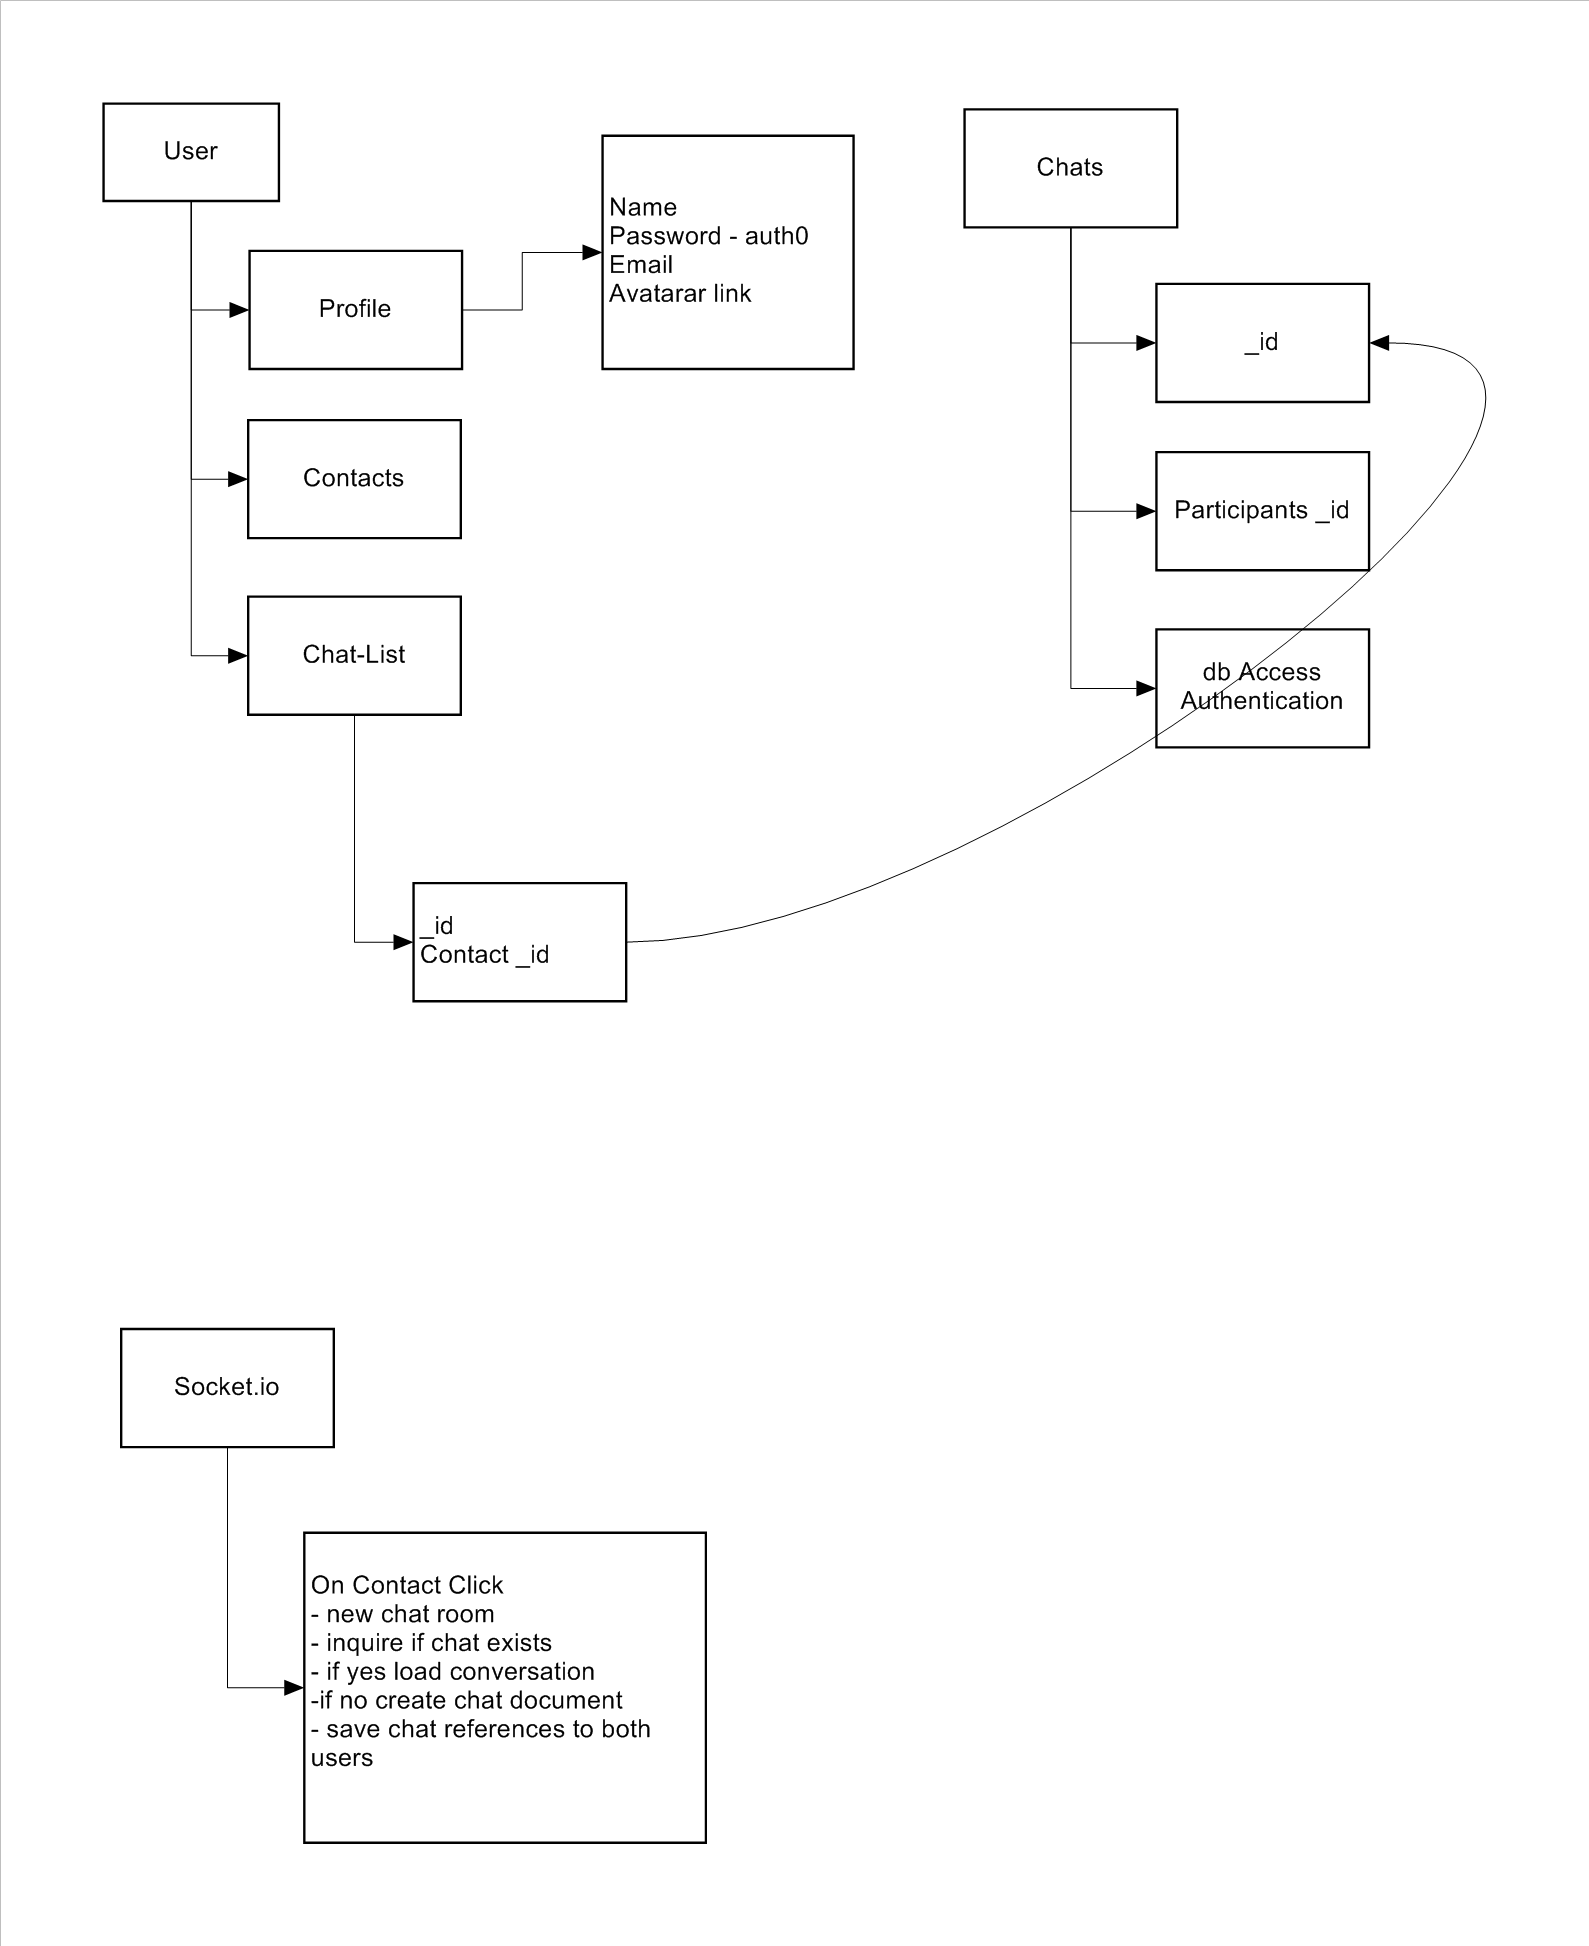 User
Profile
Name
Password - auth0
Email
Avatarar link
Contacts
Chat-List
_id
Contact _id
Chats
_id
Participants _id
db Access
Authentication
Socket.io
On Contact Click
- new chat room
- inquire if chat exists
- if yes load conversation
-if no create chat document
- save chat references to both
users